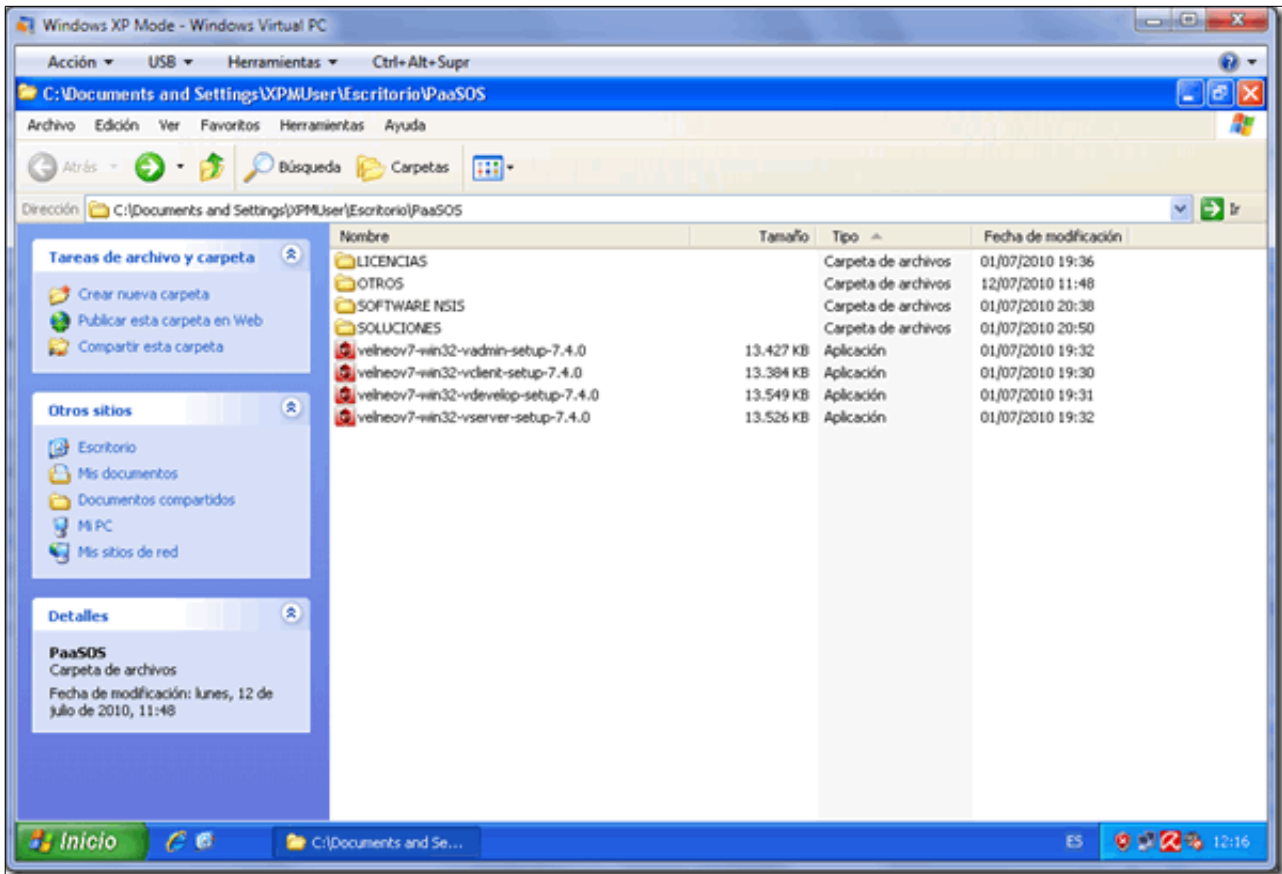 Windows XP Mode - Windows Virtual PC
Acción USB Herramientas Ctrl+Alt+Supr
C:\Documents and Settings\XPMUser\Escritorio\PaaSOS
Archivo Edición Ver Favoritos Herramientas Ayuda
Atrás Búsqueda Carpetas
Dirección C:\Documents and Settings\XPMUser\Escritorio\PaaSOS Ir
Nombre Tamaño Tipo Fecha de modificación
Tareas de archivo y carpeta
Crear nueva carpeta
Publicar esta carpeta en Web
Compartir esta carpeta
Otros sitios
Escritorio
Mis documentos
Documentos compartidos
Mi PC
Mis sitios de red
Detalles
PaaSOS
Carpeta de archivos
Fecha de modificación: lunes, 12 de
julio de 2010, 11:48
LICENCIAS Carpeta de archivos 01/07/2010 19:36
OTROS Carpeta de archivos 12/07/2010 11:48
SOFTWARE NSIS Carpeta de archivos 01/07/2010 20:38
SOLUCIONES Carpeta de archivos 01/07/2010 20:50
velneov7-win32-vadmin-setup-7.4.0 13.427 KB Aplicación 01/07/2010 19:32
velneov7-win32-vclient-setup-7.4.0 13.384 KB Aplicación 01/07/2010 19:30
velneov7-win32-vdevelop-setup-7.4.0 13.549 KB Aplicación 01/07/2010 19:31
velneov7-win32-vserver-setup-7.4.0 13.526 KB Aplicación 01/07/2010 19:32
Inicio C:\Documents and Se... ES 12:16